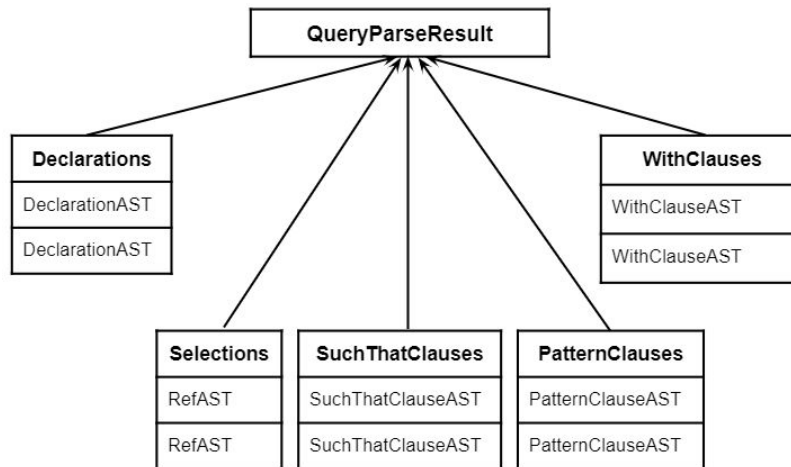 QueryParseResult
Declarations
DeclarationAST
DeclarationAST
WithClauses
WithClauseAST
WithClauseAST
Selections
RefAST
RefAST
SuchThatClauses
SuchThatClauseAST
SuchThatClauseAST
PatternClauses
PatternClauseAST
PatternClauseAST